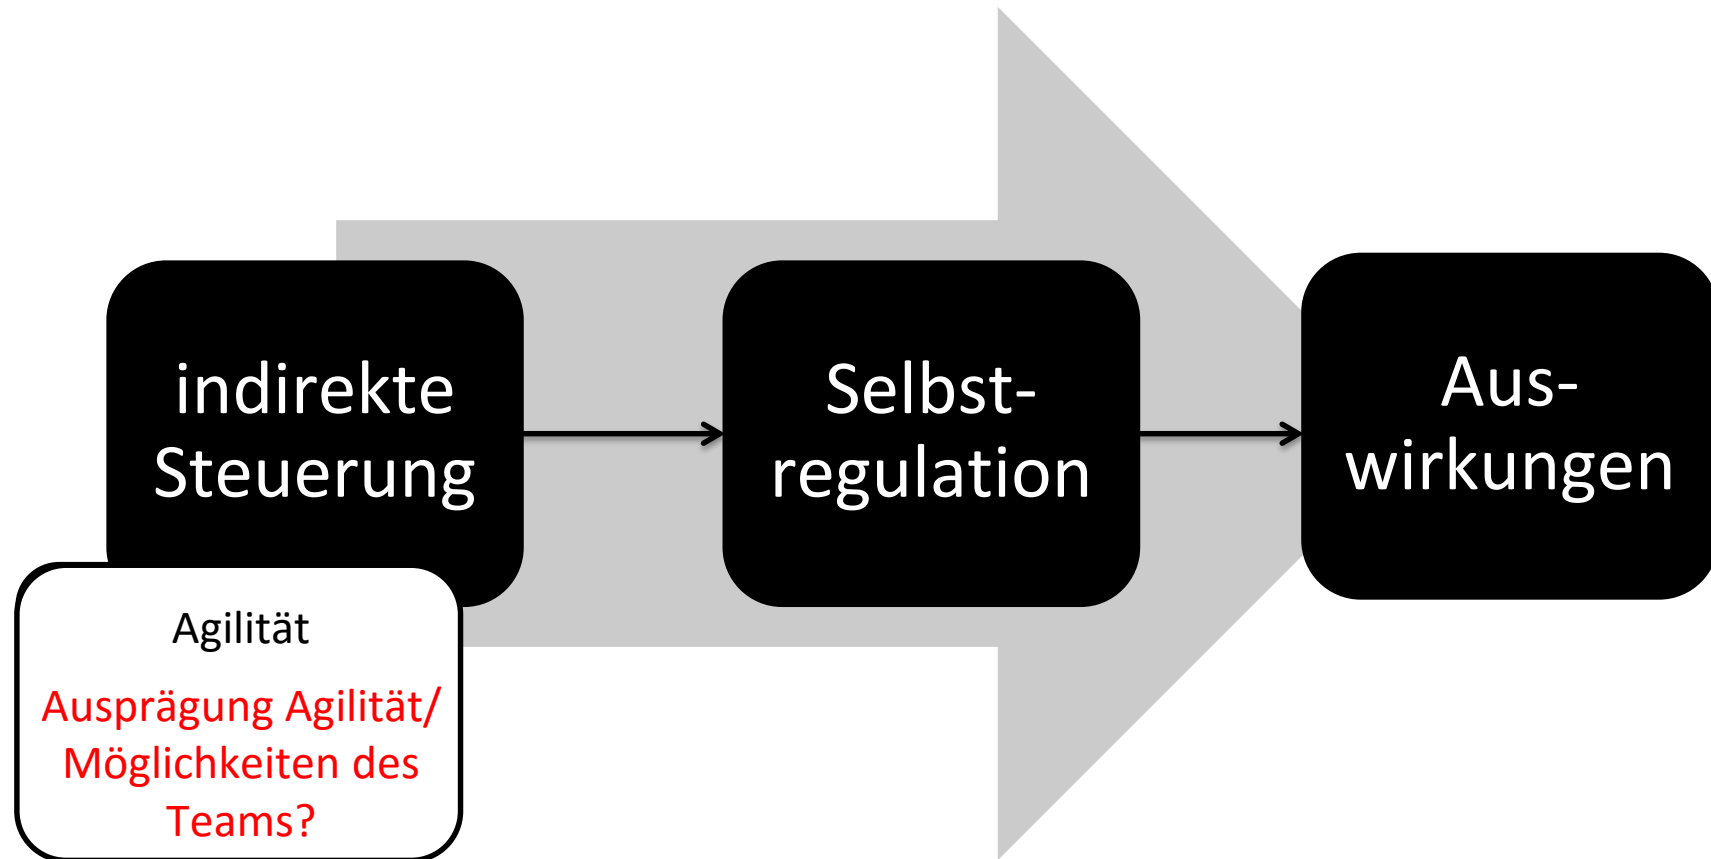 indirekte
Steuerung
Selbst-
regulation
Aus-
wirkungen
Agilität
Ausprägung Agilität/
Möglichkeiten des
Teams?